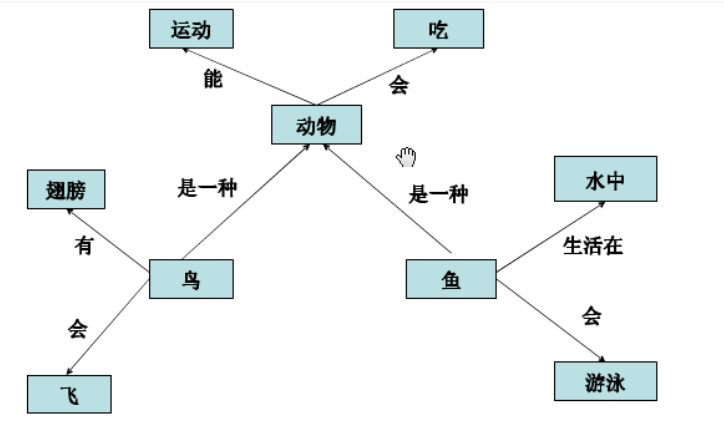 运动
吃
能
会
动物
翅膀
是一种
是一种
水中
有
生活在
鸟
鱼
会
会
飞
游泳